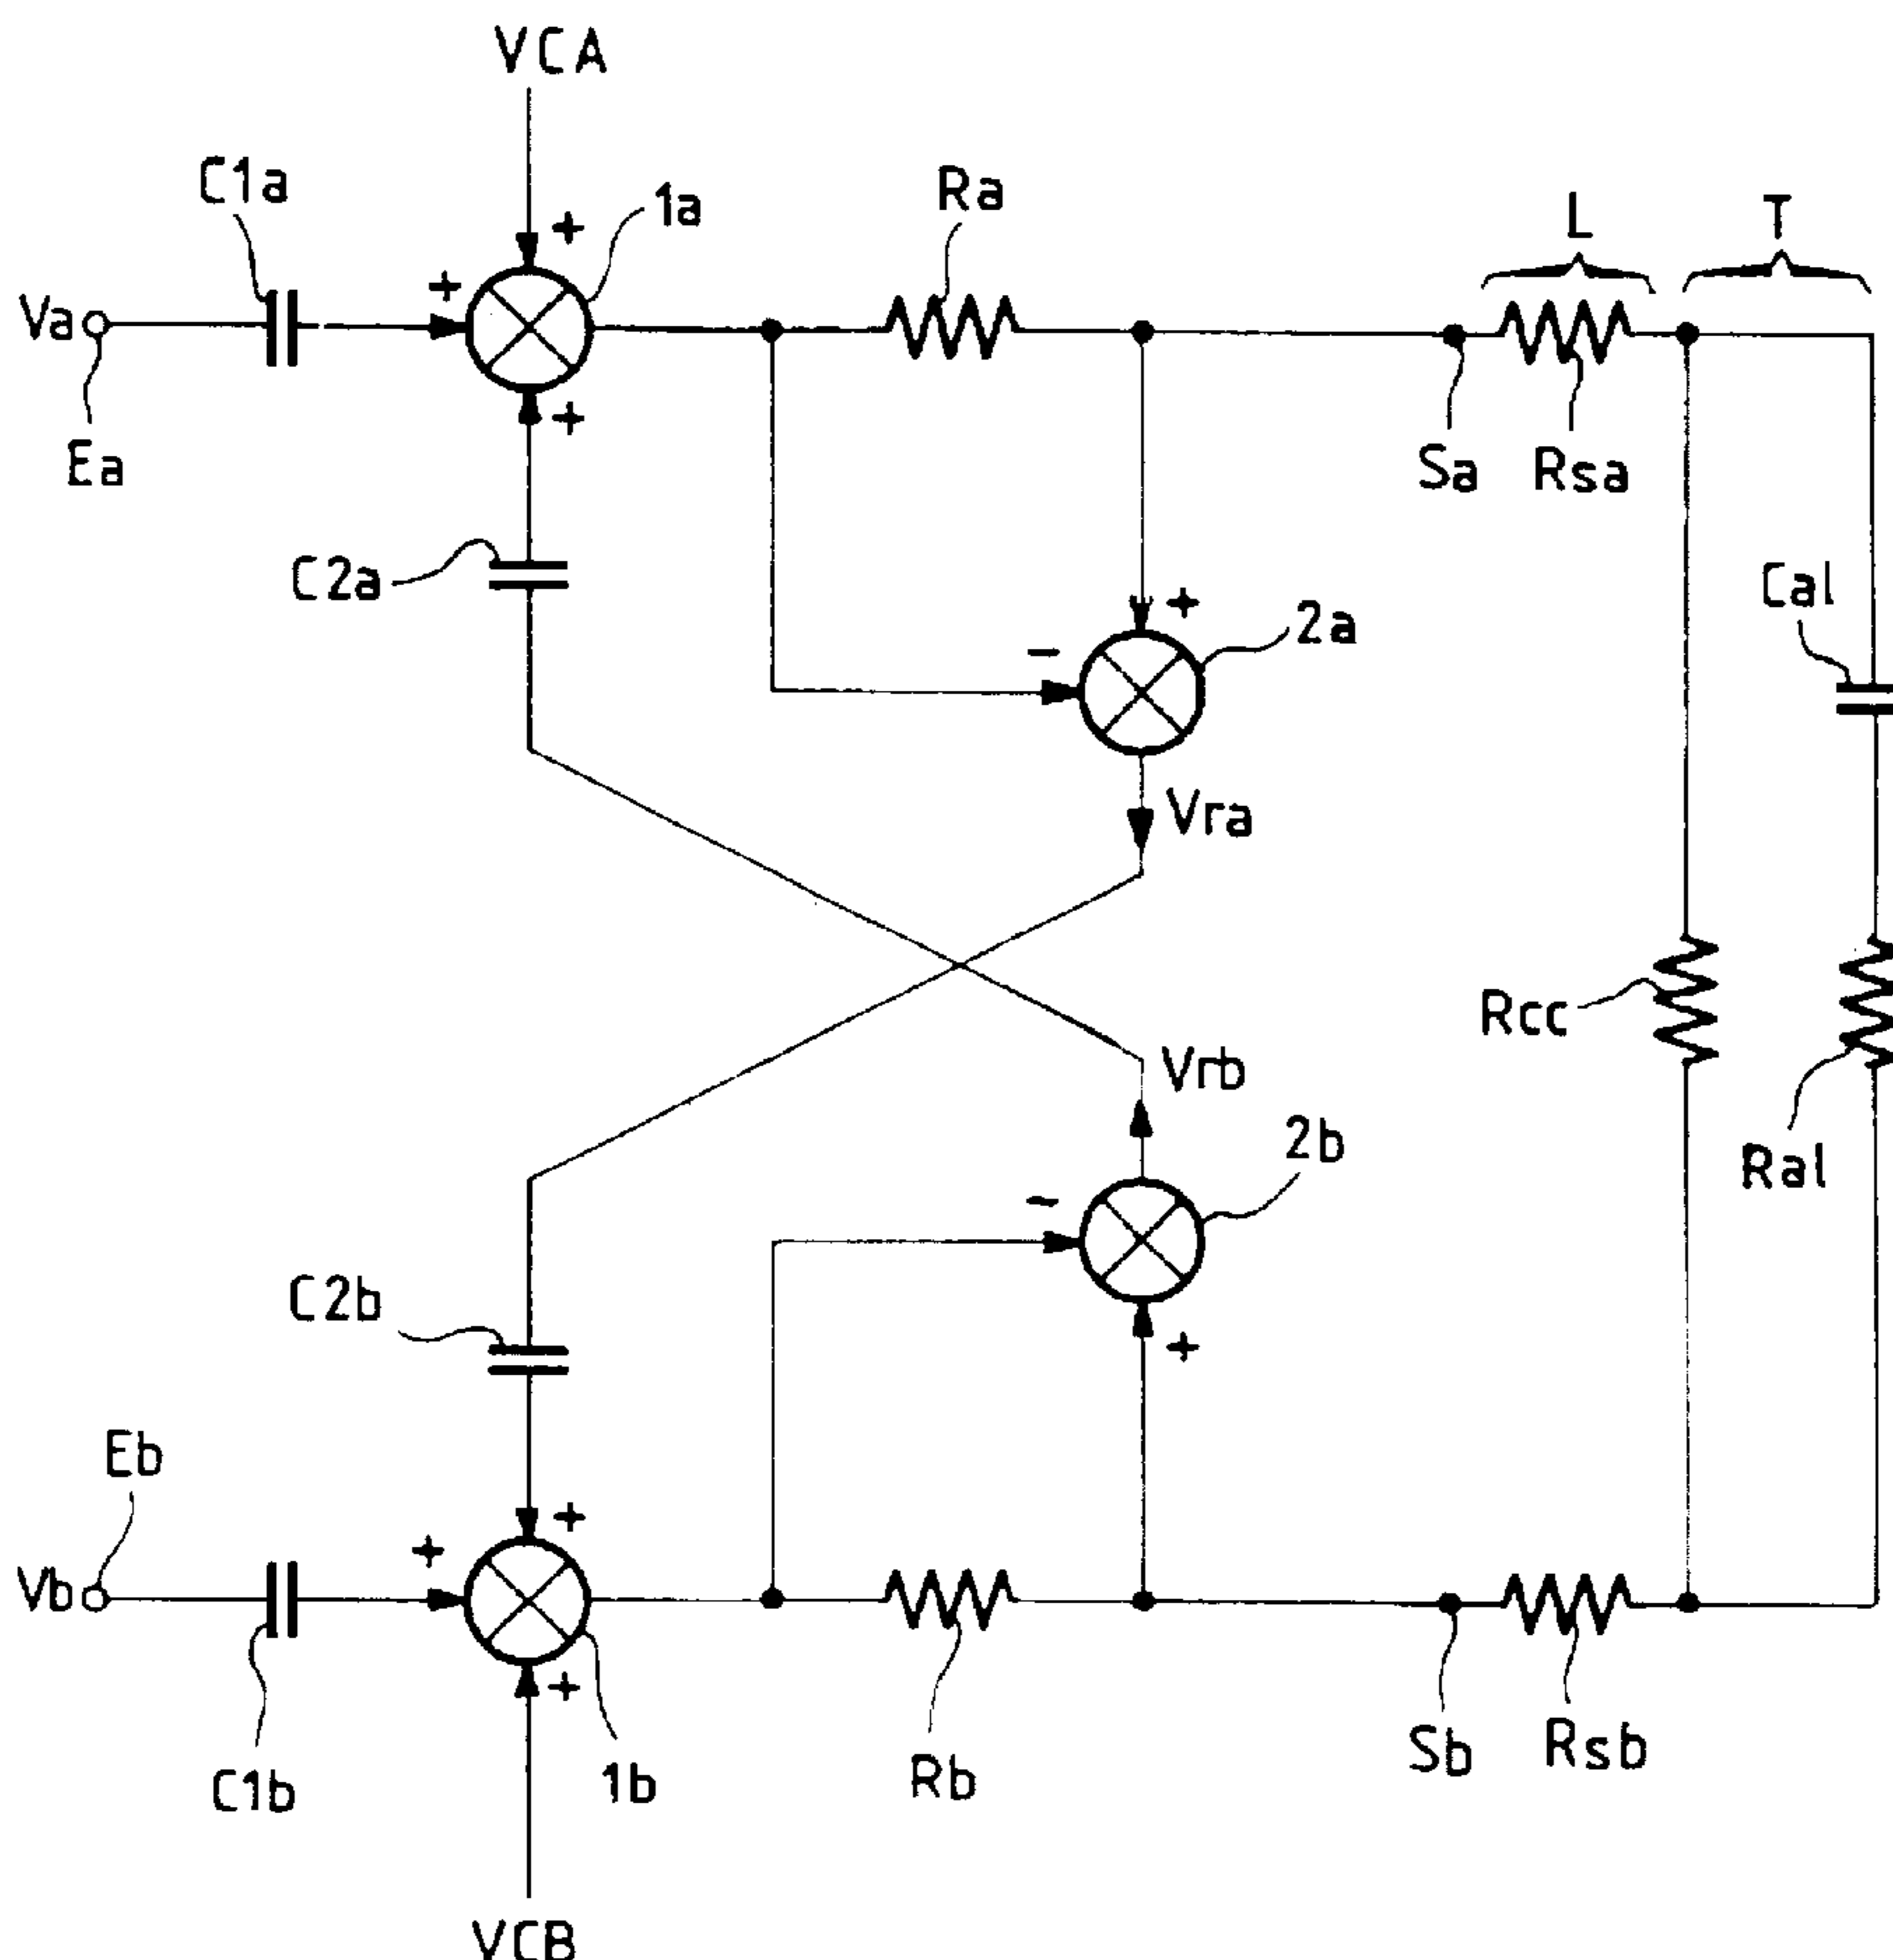 VCA
C1a
1a
Ra
L
T
+
+
Va
Ea
+
Sa
Rsa
C2a
+
2a
Cal
-
Vra
Rcc
Vrb
2b
Ral
-
C2b
+
Eb
+
+
Vb
+
C1b
1b
Rb
Sb
Rsb
VCB